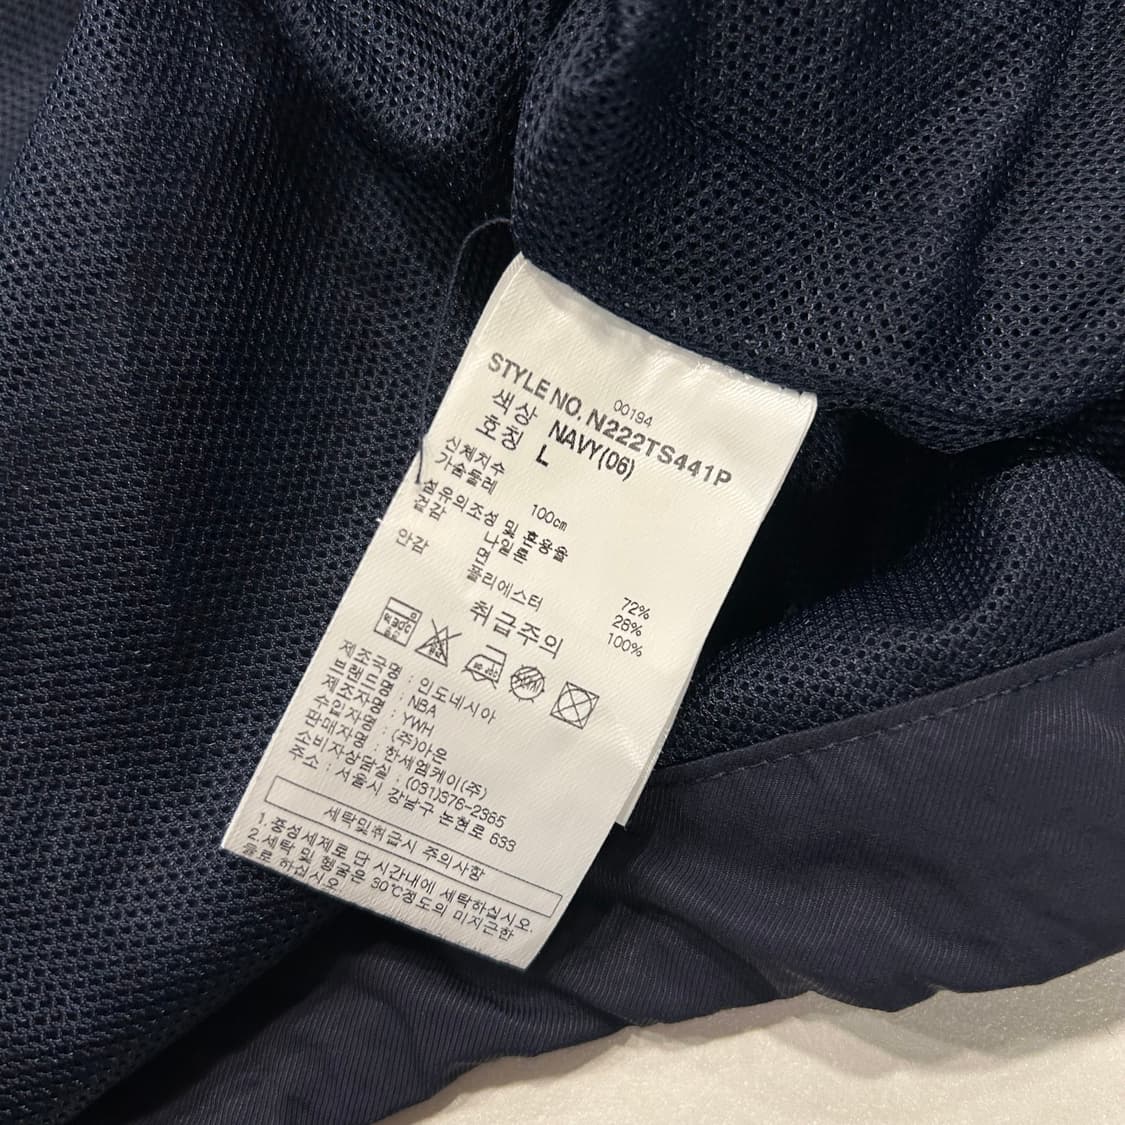 00194
STYLE NO. N222TS441P
색상 NAVY(06)
호칭 L
신체치수
가슴둘레 100cm
섬유의조성 및 혼용율
겉감 나일론 72%
면 28%
안감 폴리에스터 100%
취급주의
제조국명 : 인도네시아
브랜드명 : NBA
제조자명 : YWH
수입자명 : (주)아은
판매자명 : 한세엠케이(주)
소비자상담실 : (031)376-2365
주소 : 서울시 강남구 논현로 633
세탁및취급시 주의사항
1. 중성세제로 단 시간내에 세탁하십시오.
2. 세탁 및 헹굼은 30℃정도의 미지근한
물로 하십시오.